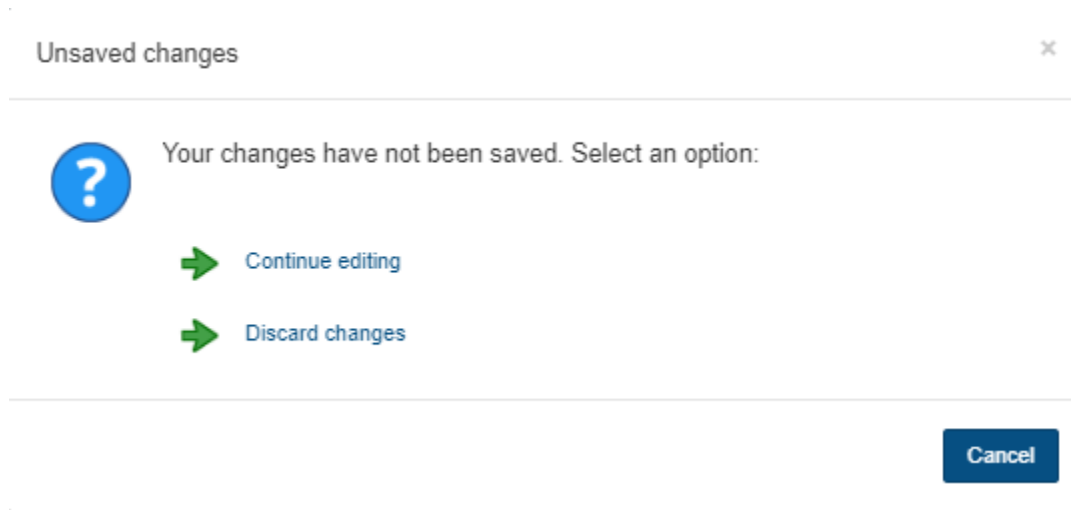 Unsaved changes
Your changes have not been saved. Select an option:
Continue editing
Discard changes
Cancel